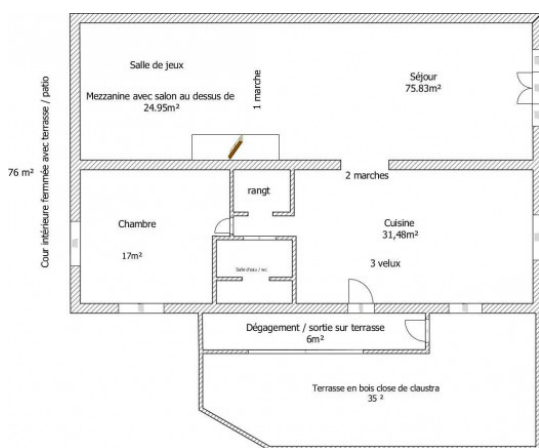 Salle de jeux
Mezzanine avec salon au dessus de
24.95m²
1 marche
Séjour
75.83m²
76 m²
Cour intérieure fermmée avec terrasse / patio
2 marches
rangt
Chambre
17m²
Cuisine
31,48m²
3 velux
Salle d'eau / wc
Dégagement / sortie sur terrasse
6m²
Terrasse en bois close de claustra
35 ²